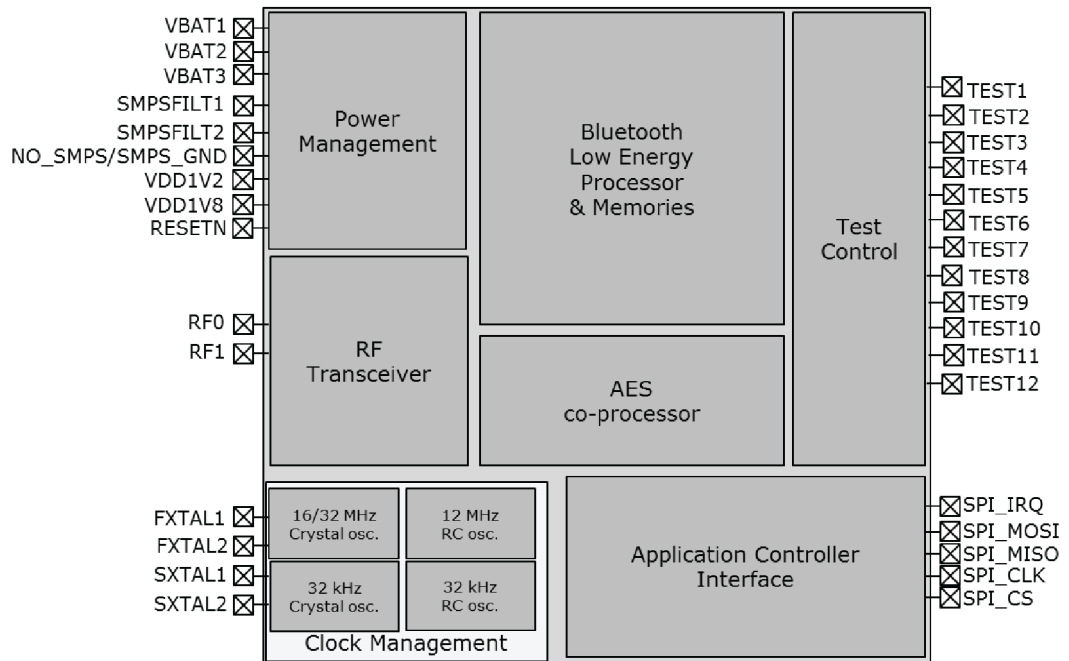 VBAT1
VBAT2
VBAT3
SMPSFILT1
SMPSFILT2
NO_SMPS/SMPS_GND
VDD1V2
VDD1V8
RESETN
RF0
RF1
FXTAL1
FXTAL2
SXTAL1
SXTAL2
Power
Management
RF
Transceiver
16/32 MHz
Crystal osc.
12 MHz
RC osc.
32 kHz
Crystal osc.
32 kHz
RC osc.
Clock Management
Bluetooth
Low Energy
Processor
& Memories
AES
co-processor
Application Controller
Interface
Test
Control
TEST1
TEST2
TEST3
TEST4
TEST5
TEST6
TEST7
TEST8
TEST9
TEST10
TEST11
TEST12
SPI_IRQ
SPI_MOSI
SPI_MISO
SPI_CLK
SPI_CS